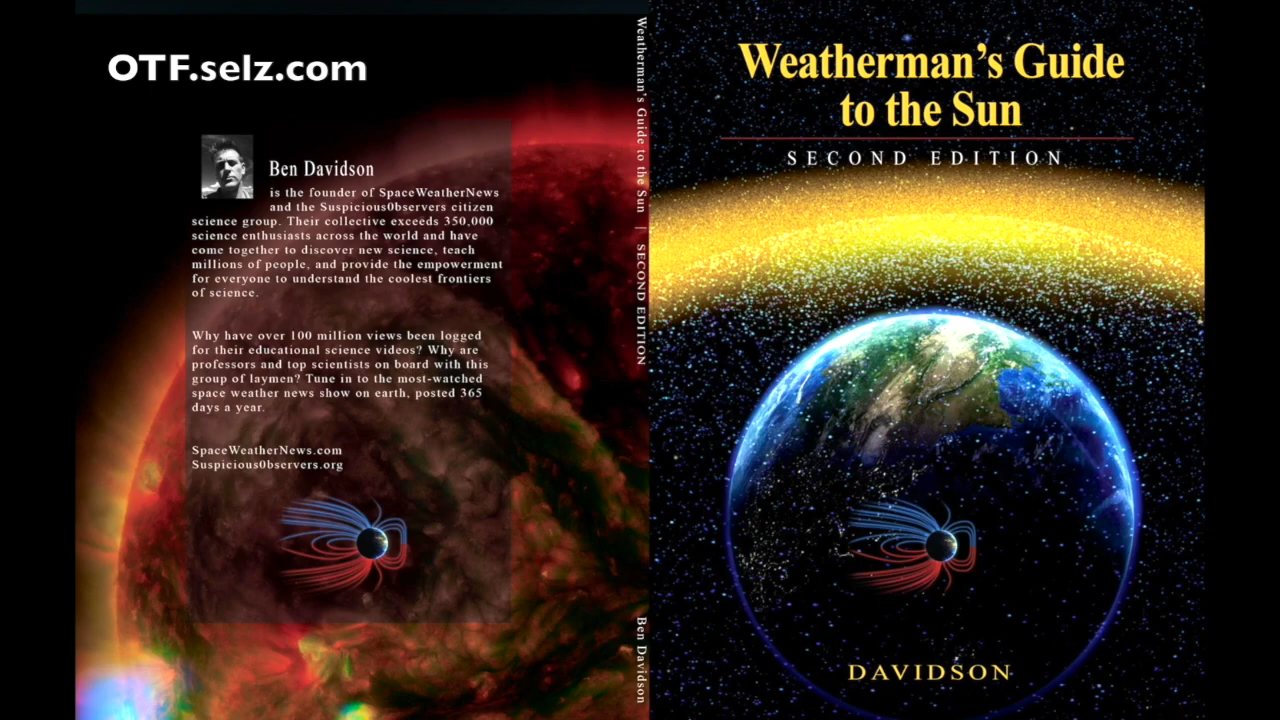 OTF.selz.com
Ben Davidson
is the founder of SpaceWeatherNews
and the Suspicious0bservers citizen
science group. Their collective exceeds 350,000
science enthusiasts across the world and have
come together to discover new science, teach
millions of people, and provide the empowerment
for everyone to understand the coolest frontiers
of science.
Why have over 100 million views been logged
for their educational science videos? Why are
professors and top scientists on board with this
group of laymen? Tune in to the most-watched
space weather news show on earth, posted 365
days a year.
SpaceWeatherNews.com
Suspicious0bservers.org
Weatherman's Guide to the Sun | SECOND EDITION
Ben Davidson
Weatherman's Guide
to the Sun
SECOND EDITION
DAVIDSON